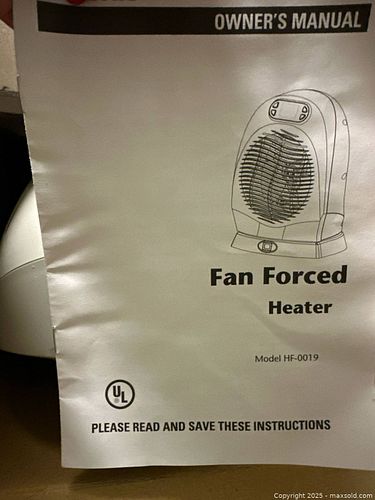 OWNER'S MANUAL
Fan Forced
Heater
Model HF-0019
UL
PLEASE READ AND SAVE THESE INSTRUCTIONS
Copyright 2025 - maxsold.com